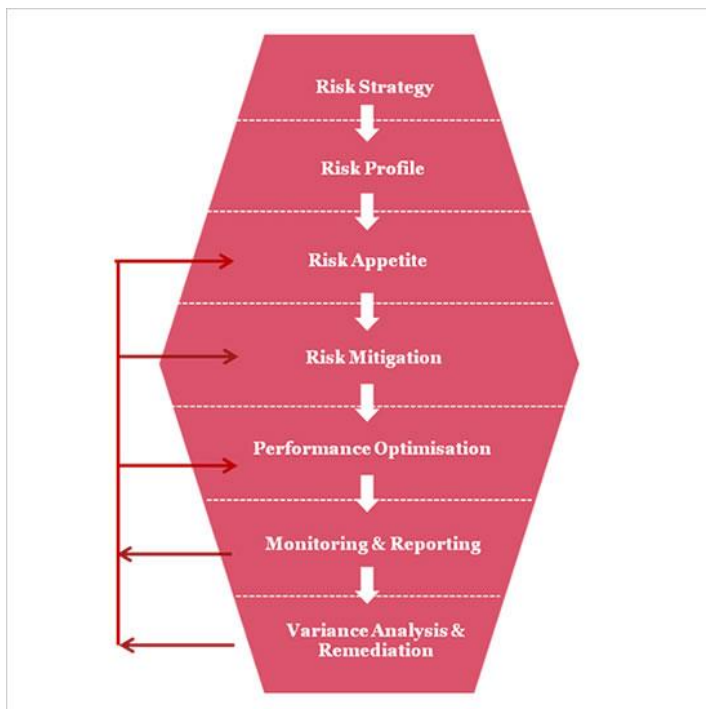 Risk Strategy
Risk Profile
Risk Appetite
Risk Mitigation
Performance Optimisation
Monitoring & Reporting
Variance Analysis &
Remediation